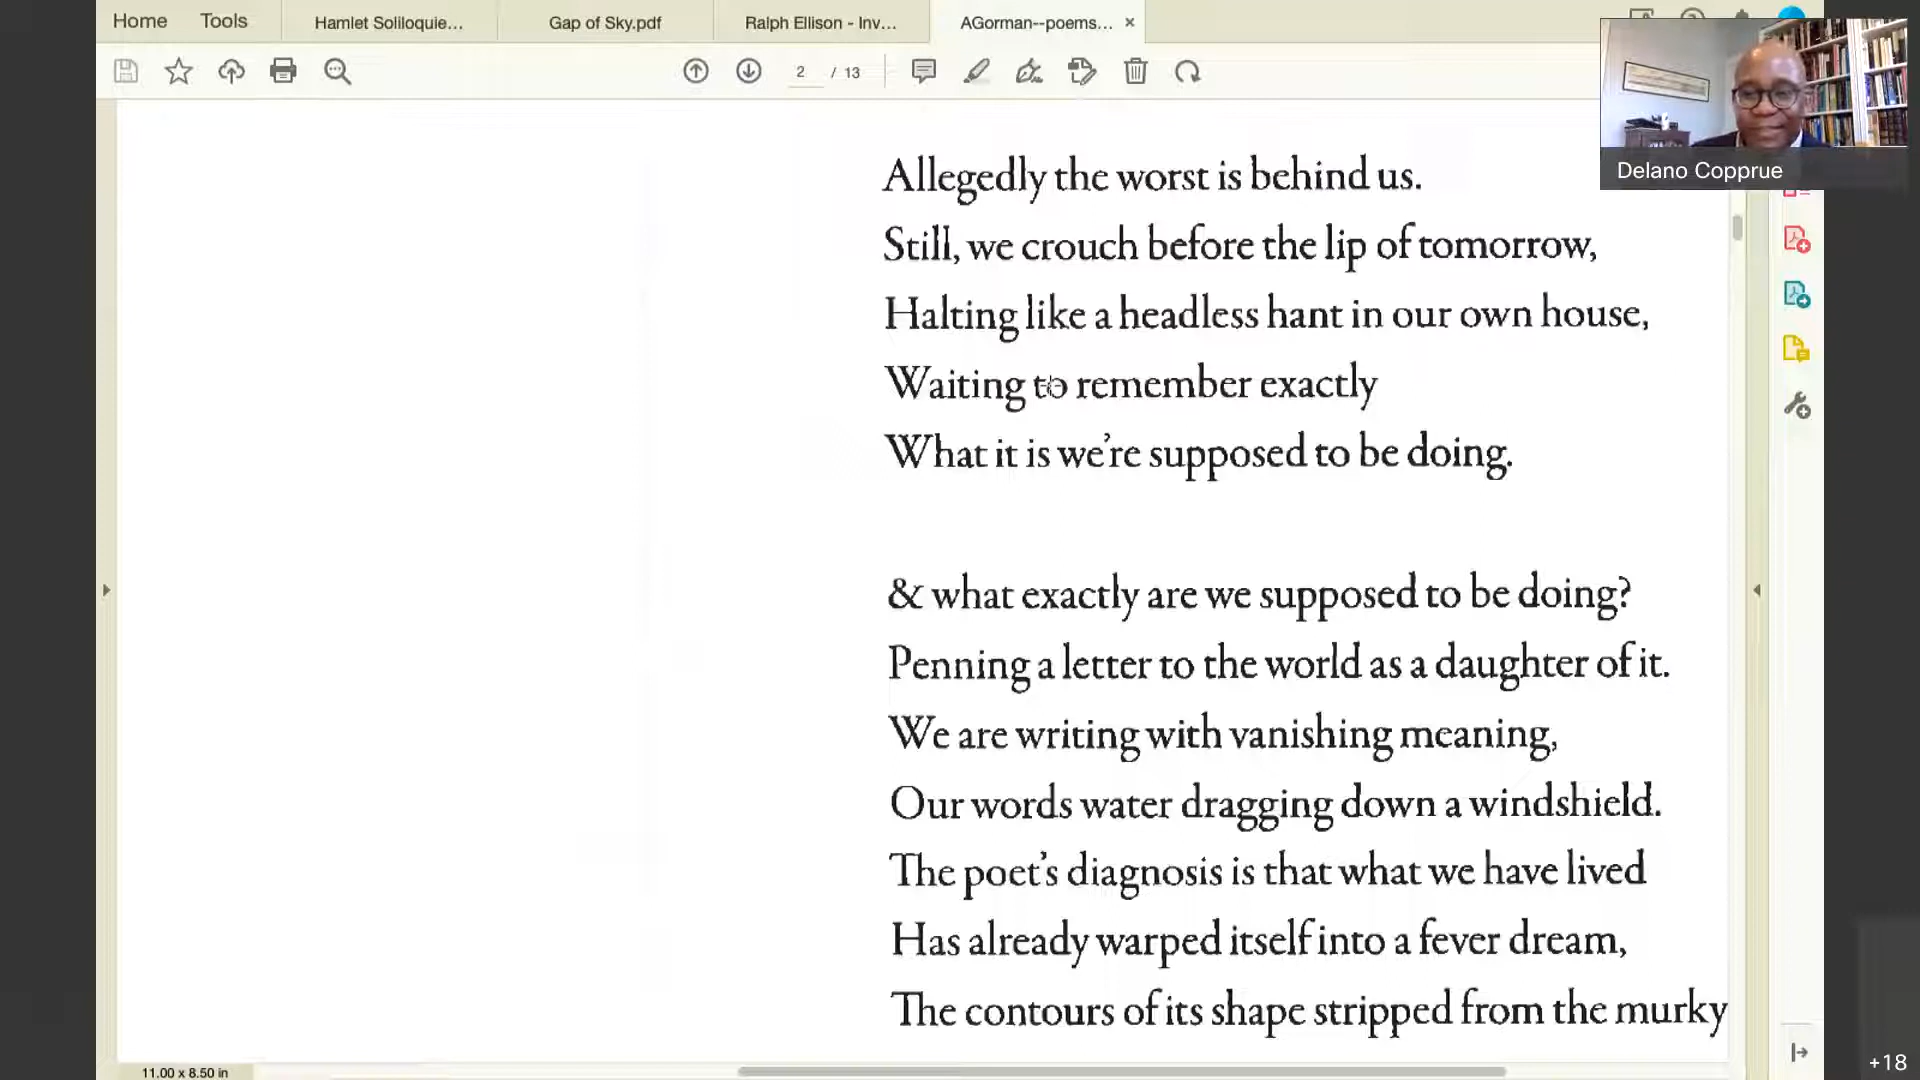 Home Tools Hamlet Soliloquie... Gap of Sky.pdf Ralph Ellison - Inv... AGorman--poems... ×
2 / 13
Delano Copprue
Allegedly the worst is behind us.
Still, we crouch before the lip of tomorrow,
Halting like a headless hant in our own house,
Waiting to remember exactly
What it is we're supposed to be doing.
& what exactly are we supposed to be doing?
Penning a letter to the world as a daughter of it.
We are writing with vanishing meaning,
Our words water dragging down a windshield.
The poet's diagnosis is that what we have lived
Has already warped itself into a fever dream,
The contours of its shape stripped from the murky
11.00 x 8.50 in
+18